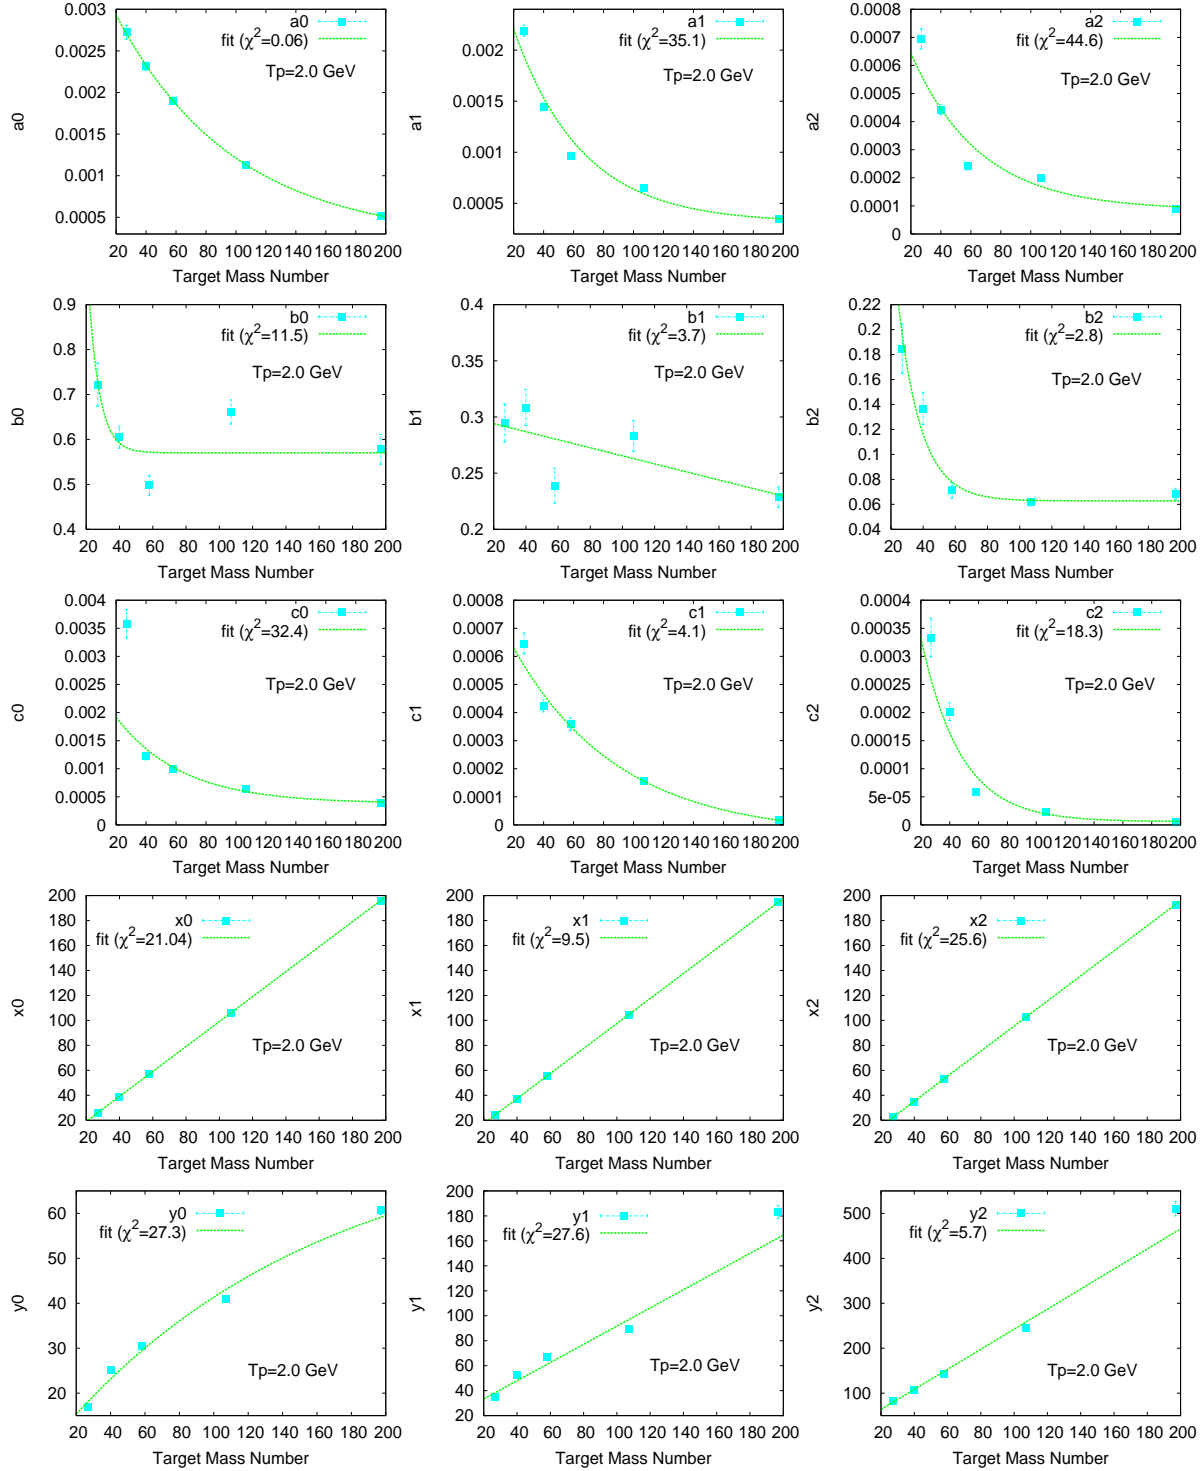 a0
fit (χ²=0.06)
Tp=2.0 GeV
a0
0.003
0.0025
0.002
0.0015
0.001
0.0005
20 40 60 80 100 120 140 160 180 200
Target Mass Number
a1
fit (χ²=35.1)
Tp=2.0 GeV
a1
0.002
0.0015
0.001
0.0005
20 40 60 80 100 120 140 160 180 200
Target Mass Number
a2
fit (χ²=44.6)
Tp=2.0 GeV
a2
0.0008
0.0007
0.0006
0.0005
0.0004
0.0003
0.0002
0.0001
0
20 40 60 80 100 120 140 160 180 200
Target Mass Number
b0
fit (χ²=11.5)
Tp=2.0 GeV
b0
0.9
0.8
0.7
0.6
0.5
0.4
20 40 60 80 100 120 140 160 180 200
Target Mass Number
b1
fit (χ²=3.7)
Tp=2.0 GeV
b1
0.4
0.35
0.3
0.25
0.2
20 40 60 80 100 120 140 160 180 200
Target Mass Number
b2
fit (χ²=2.8)
Tp=2.0 GeV
b2
0.22
0.2
0.18
0.16
0.14
0.12
0.1
0.08
0.06
0.04
20 40 60 80 100 120 140 160 180 200
Target Mass Number
c0
fit (χ²=32.4)
Tp=2.0 GeV
c0
0.004
0.0035
0.003
0.0025
0.002
0.0015
0.001
0.0005
0
20 40 60 80 100 120 140 160 180 200
Target Mass Number
c1
fit (χ²=4.1)
Tp=2.0 GeV
c1
0.0008
0.0007
0.0006
0.0005
0.0004
0.0003
0.0002
0.0001
0
20 40 60 80 100 120 140 160 180 200
Target Mass Number
c2
fit (χ²=18.3)
Tp=2.0 GeV
c2
0.0004
0.00035
0.0003
0.00025
0.0002
0.00015
0.0001
5e-05
0
20 40 60 80 100 120 140 160 180 200
Target Mass Number
x0
fit (χ²=21.04)
Tp=2.0 GeV
x0
200
180
160
140
120
100
80
60
40
20
20 40 60 80 100 120 140 160 180 200
Target Mass Number
x1
fit (χ²=9.5)
Tp=2.0 GeV
x1
200
180
160
140
120
100
80
60
40
20
20 40 60 80 100 120 140 160 180 200
Target Mass Number
x2
fit (χ²=25.6)
Tp=2.0 GeV
x2
200
180
160
140
120
100
80
60
40
20
20 40 60 80 100 120 140 160 180 200
Target Mass Number
y0
fit (χ²=27.3)
Tp=2.0 GeV
y0
60
50
40
30
20
20 40 60 80 100 120 140 160 180 200
Target Mass Number
y1
fit (χ²=27.6)
Tp=2.0 GeV
y1
200
180
160
140
120
100
80
60
40
20
20 40 60 80 100 120 140 160 180 200
Target Mass Number
y2
fit (χ²=5.7)
Tp=2.0 GeV
y2
500
400
300
200
100
20 40 60 80 100 120 140 160 180 200
Target Mass Number